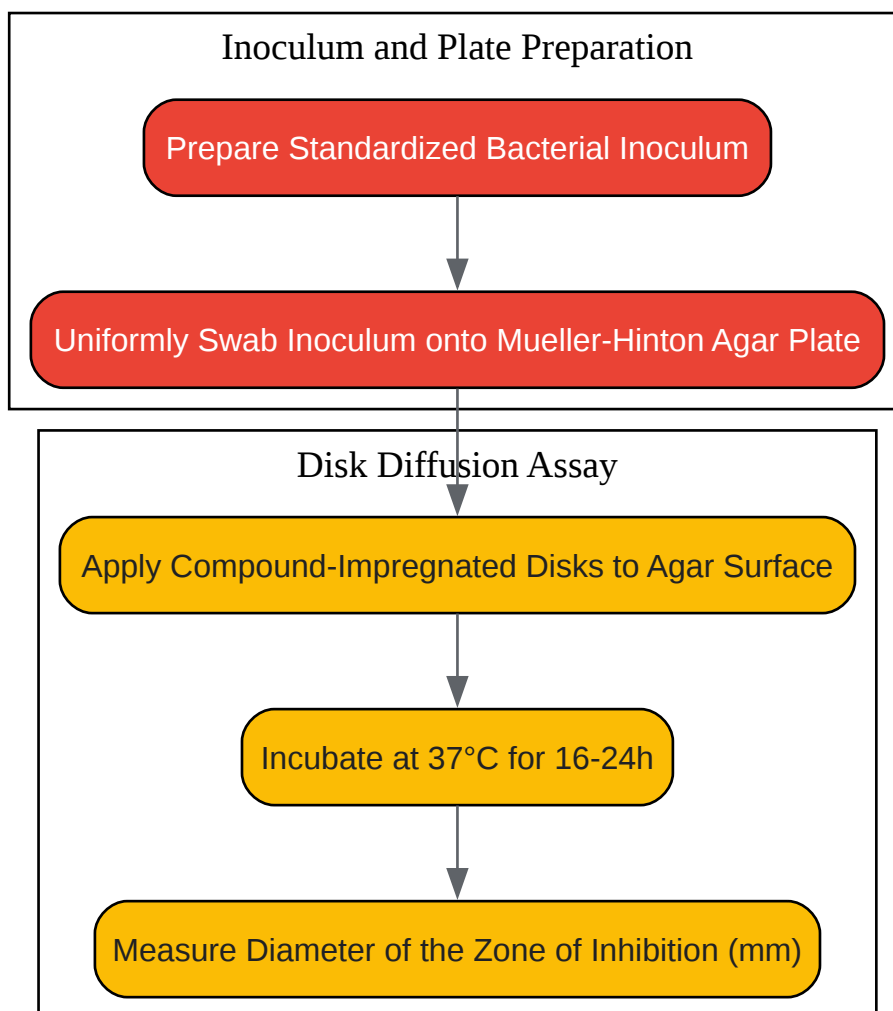 Inoculum and Plate Preparation
Prepare Standardized Bacterial Inoculum
Uniformly Swab Inoculum onto Mueller-Hinton Agar Plate
Disk Diffusion Assay
Apply Compound-Impregnated Disks to Agar Surface
Incubate at 37°C for 16-24h
Measure Diameter of the Zone of Inhibition (mm)